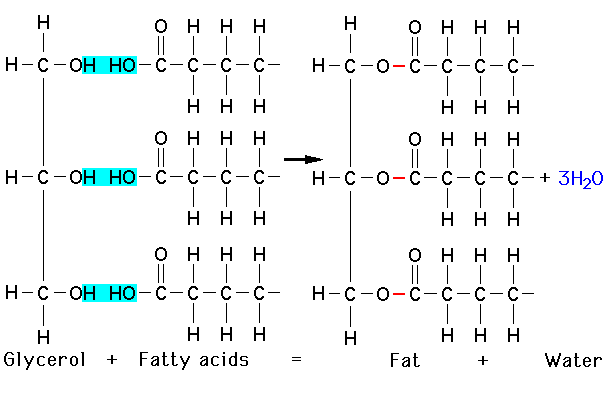 H O H H H H O H H H
H–C–OH HO–C–C–C–C– H–C–O–C–C–C–C–
H H H H H H
O H H H O H H H
H–C–OH HO–C–C–C–C– H–C–O–C–C–C–C– + 3H₂O
H H H H H H
O H H H O H H H
H–C–OH HO–C–C–C–C– H–C–O–C–C–C–C–
H H H H H H H H
Glycerol + Fatty acids = Fat + Water